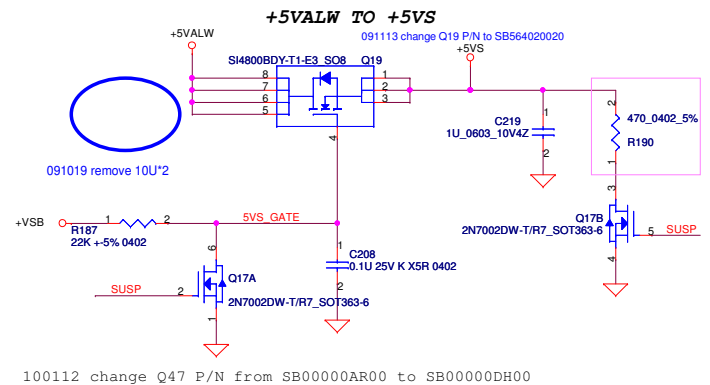 +5VALW TO +5VS
+5VALW
091113 change Q19 P/N to SB564020020
+5VS
SI4800BDY-T1-E3_SO8 Q19
8
7
6
5
1
2
3
4
091019 remove 10U*2
C219
1U_0603_10V4Z
1
2
2
470_0402_5%
R190
1
+VSB
1
2
R187
22K +-5% 0402
5VS_GATE
3
Q17B
2N7002DW-T/R7_SOT363-6
5
SUSP
4
6
Q17A
SUSP
2
2N7002DW-T/R7_SOT363-6
1
1
C208
0.1U 25V K X5R 0402
2
100112 change Q47 P/N from SB00000AR00 to SB00000DH00